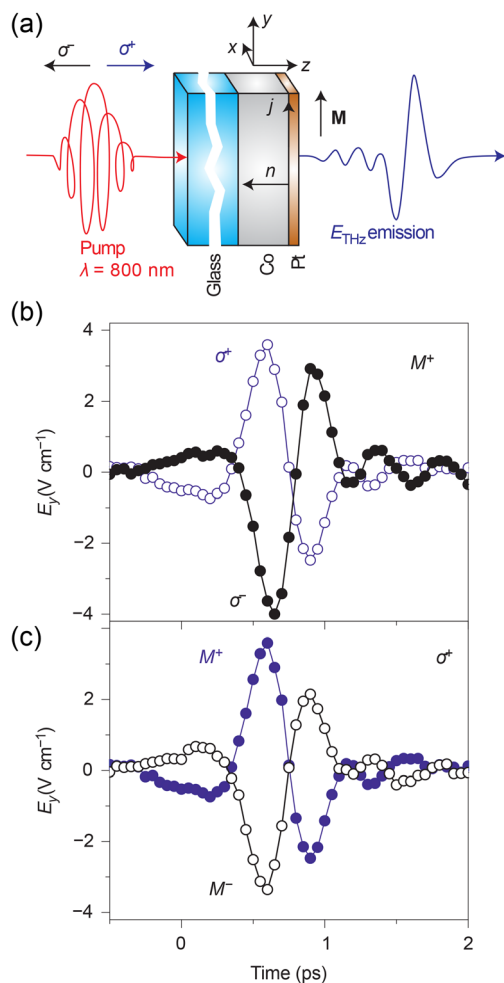 (a)
σ⁻ σ⁺
y
x
z
j
M
n
Pump
λ = 800 nm
Glass
Co
Pt
E_THz emission
(b)
4
σ⁺
M⁺
2
E_y(V cm⁻¹)
0
-2
-4
σ⁻
(c)
M⁺
σ⁺
2
E_y(V cm⁻¹)
0
-2
M⁻
-4
0 1 2
Time (ps)